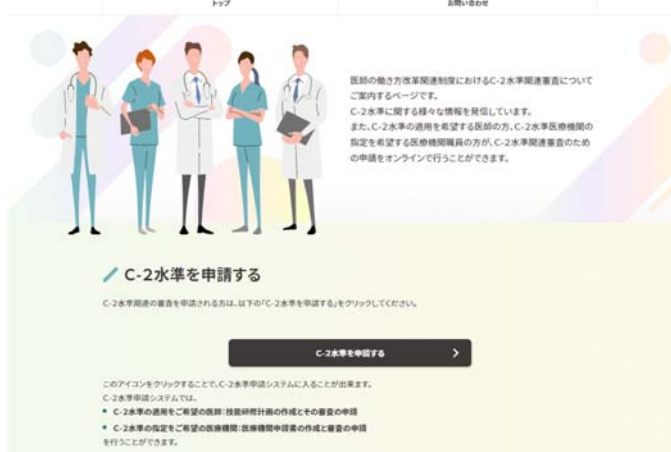 トップ
お問い合わせ
医師の働き方改革関連制度におけるC-2水準関連審査について
ご案内するページです。
C-2水準に関する様々な情報を発信しています。
また、C-2水準の適用を希望する医師の方、C-2水準医療機関の
指定を希望する医療機関職員の方が、C-2水準関連審査のため
の申請をオンラインで行うことができます。
C-2水準を申請する
C-2水準関連の審査を申請される方は、以下の「C-2水準を申請する」をクリックしてください。
C-2水準を申請する
このアイコンをクリックすることで、C-2水準申請システムに入ることが出来ます。
C-2水準申請システムでは、
• C-2水準の適用をご希望の医師：技能研修計画の作成とその審査の申請
• C-2水準の指定をご希望の医療機関：医療機関申請書の作成と審査の申請
を行うことができます。